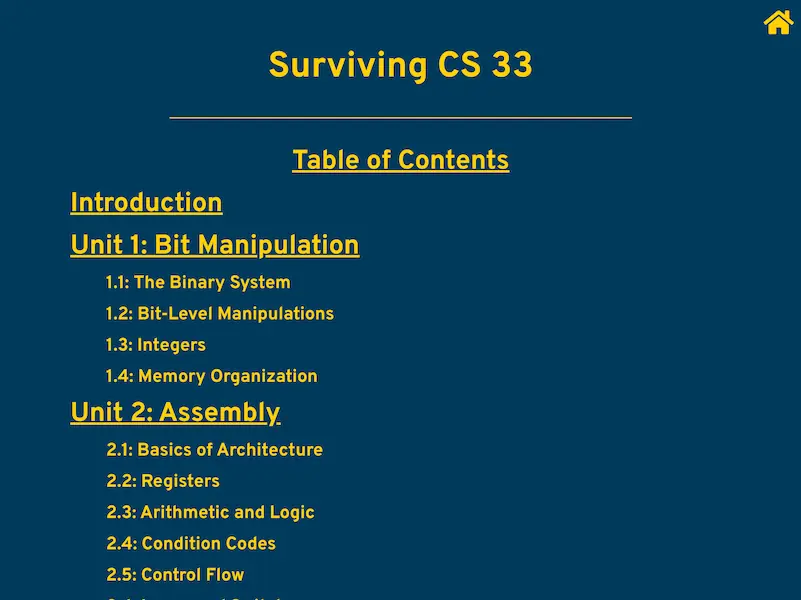 Surviving CS 33
Table of Contents
Introduction
Unit 1: Bit Manipulation
1.1: The Binary System
1.2: Bit-Level Manipulations
1.3: Integers
1.4: Memory Organization
Unit 2: Assembly
2.1: Basics of Architecture
2.2: Registers
2.3: Arithmetic and Logic
2.4: Condition Codes
2.5: Control Flow